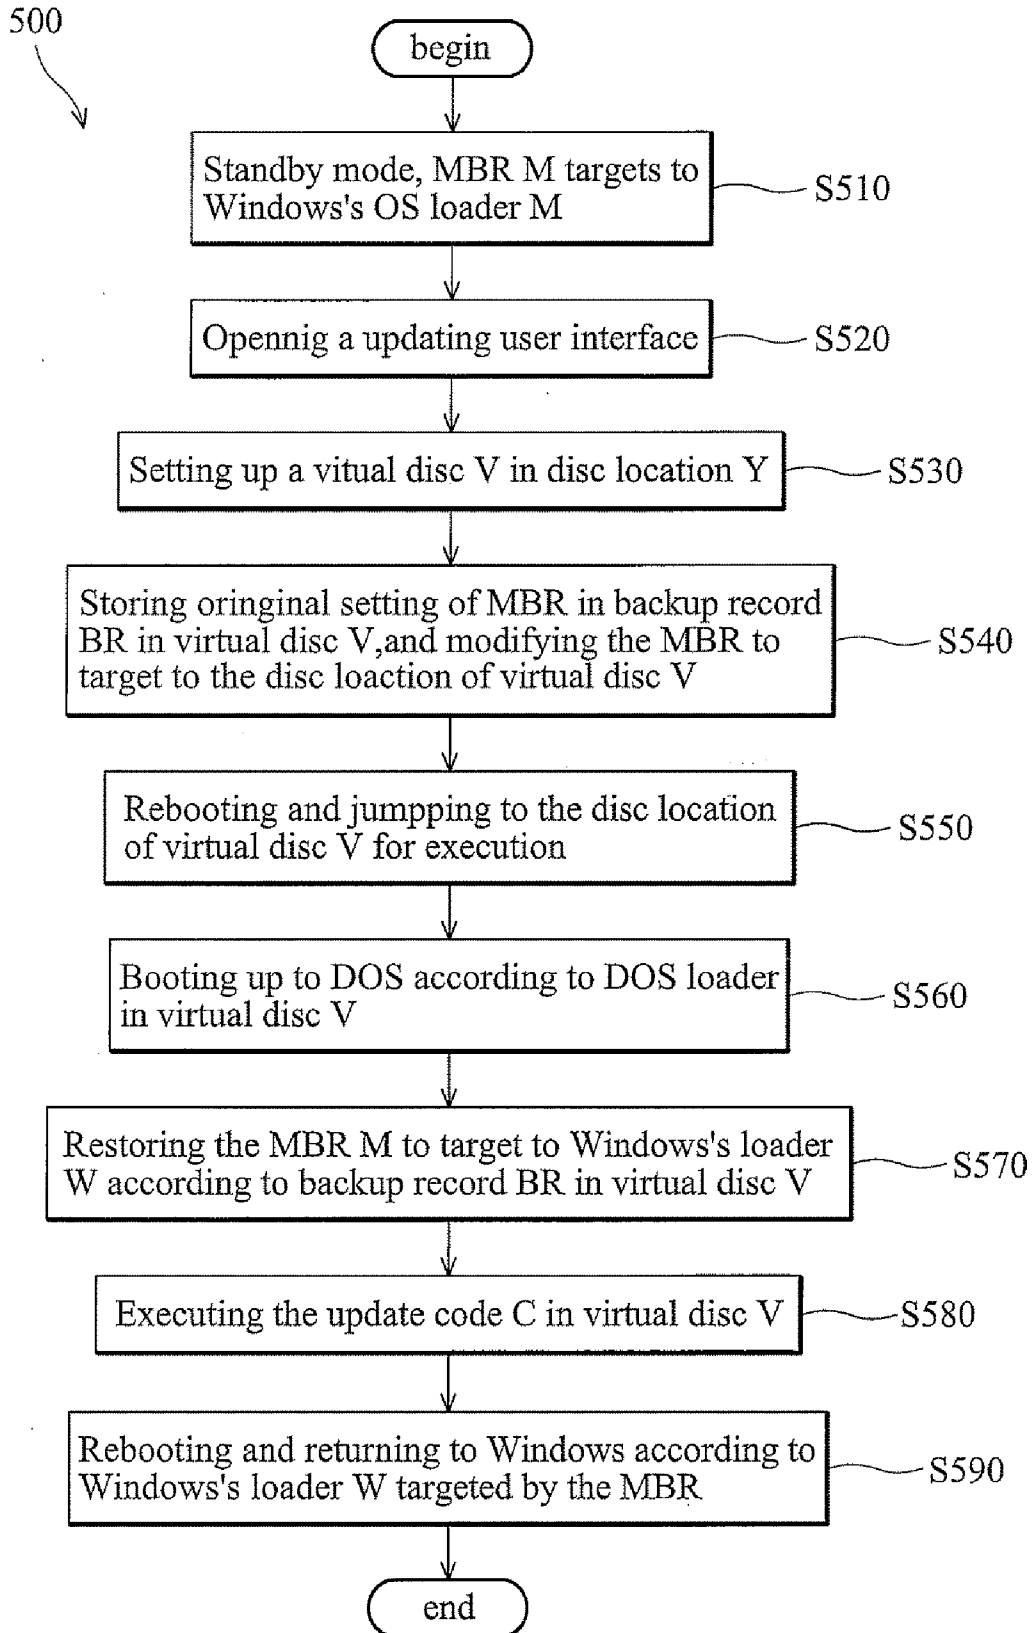 500
begin
Standby mode, MBR M targets to
Windows's OS loader M
S510
Opennig a updating user interface
S520
Setting up a vitual disc V in disc location Y
S530
Storing oringinal setting of MBR in backup record
BR in virtual disc V,and modifying the MBR to
target to the disc loaction of virtual disc V
S540
Rebooting and jumpping to the disc location
of virtual disc V for execution
S550
Booting up to DOS according to DOS loader
in virtual disc V
S560
Restoring the MBR M to target to Windows's loader
W according to backup record BR in virtual disc V
S570
Executing the update code C in virtual disc V
S580
Rebooting and returning to Windows according to
Windows's loader W targeted by the MBR
S590
end